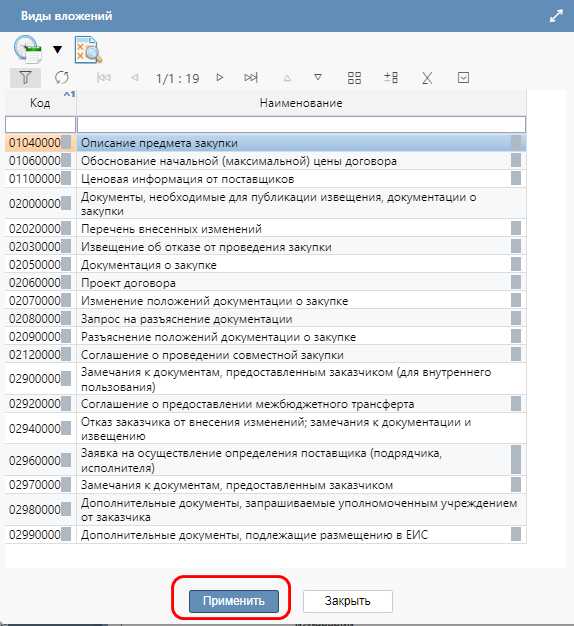 Виды вложений
1/1 : 19
Код ^1 Наименование
01040000 Описание предмета закупки
01060000 Обоснование начальной (максимальной) цены договора
01100000 Ценовая информация от поставщиков
02000000 Документы, необходимые для публикации извещения, документации о
закупки
02020000 Перечень внесенных изменений
02030000 Извещение об отказе от проведения закупки
02050000 Документация о закупке
02060000 Проект договора
02070000 Изменение положений документации о закупке
02080000 Запрос на разъяснение документации
02090000 Разъяснение положений документации о закупке
02120000 Соглашение о проведении совместной закупки
02900000 Замечания к документам, предоставленным заказчиком (для внутреннего
пользования)
02920000 Соглашение о предоставлении межбюджетного трансферта
02940000 Отказ заказчика от внесения изменений; замечания к документации и
извещению
02960000 Заявка на осуществление определения поставщика (подрядчика,
исполнителя)
02970000 Замечания к документам, предоставленным заказчиком
02980000 Дополнительные документы, запрашиваемые уполномоченным учреждением
от заказчика
02990000 Дополнительные документы, подлежащие размещению в ЕИС
Применить Закрыть